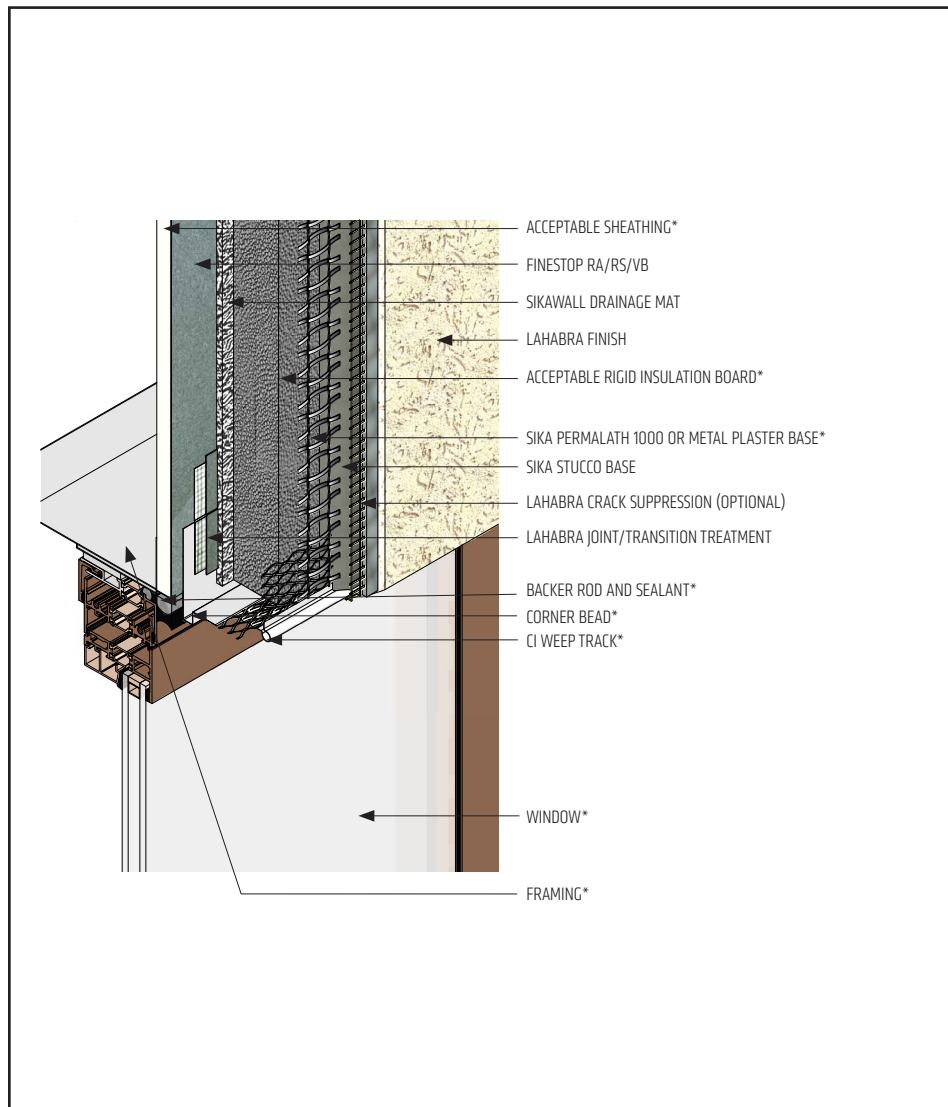 ACCEPTABLE SHEATHING*
FINESTOP RA/RS/VB
SIKAWALL DRAINAGE MAT
LAHABRA FINISH
ACCEPTABLE RIGID INSULATION BOARD*
SIKA PERMALATH 1000 OR METAL PLASTER BASE*
SIKA STUCCO BASE
LAHABRA CRACK SUPPRESSION (OPTIONAL)
LAHABRA JOINT/TRANSITION TREATMENT
BACKER ROD AND SEALANT*
CORNER BEAD*
CI WEEP TRACK*
WINDOW*
FRAMING*